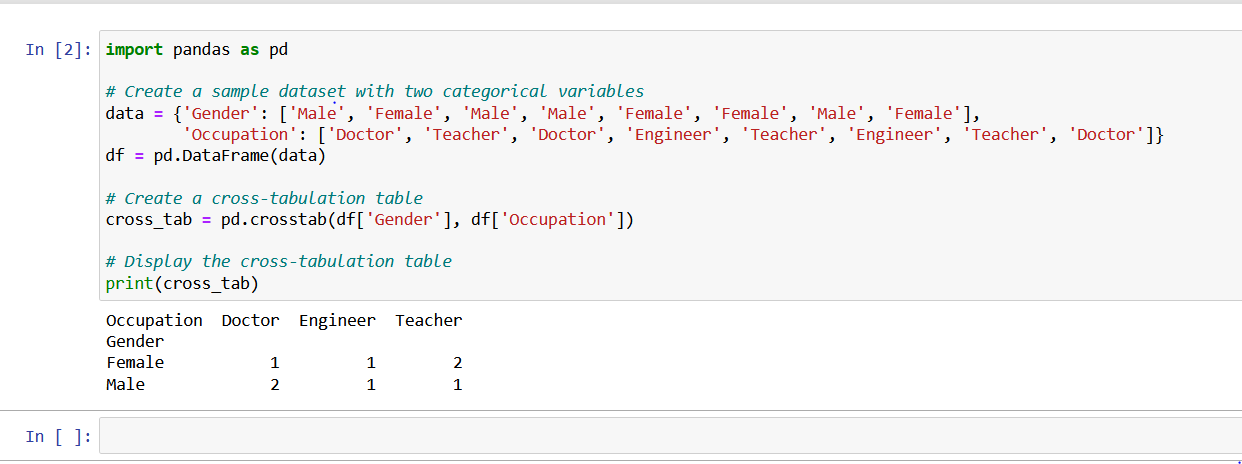 In [2]: import pandas as pd
# Create a sample dataset with two categorical variables
data = {'Gender': ['Male', 'Female', 'Male', 'Male', 'Female', 'Female', 'Male', 'Female'],
'Occupation': ['Doctor', 'Teacher', 'Doctor', 'Engineer', 'Teacher', 'Engineer', 'Teacher', 'Doctor']}
df = pd.DataFrame(data)
# Create a cross-tabulation table
cross_tab = pd.crosstab(df['Gender'], df['Occupation'])
# Display the cross-tabulation table
print(cross_tab)
Occupation Doctor Engineer Teacher
Gender
Female 1 1 2
Male 2 1 1
In [ ]: